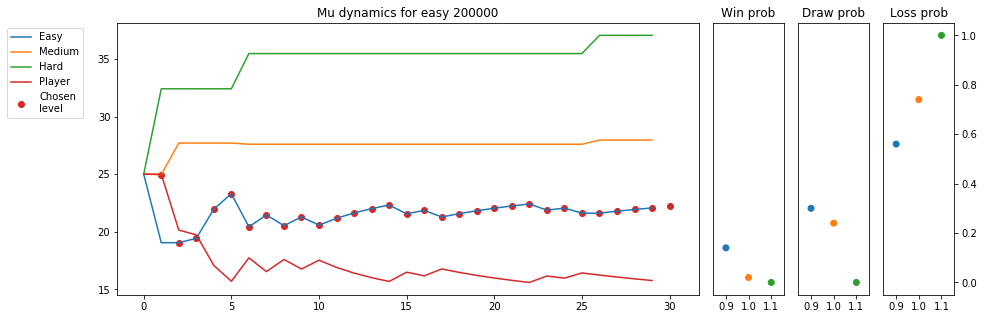 Mu dynamics for easy 200000
Win prob
Draw prob
Loss prob
Easy
Medium
Hard
Player
Chosen
level
35
30
25
20
15
0
5
10
15
20
25
30
0.9
1.0
1.1
0.9
1.0
1.1
0.9
1.0
1.1
1.0
0.8
0.6
0.4
0.2
0.0